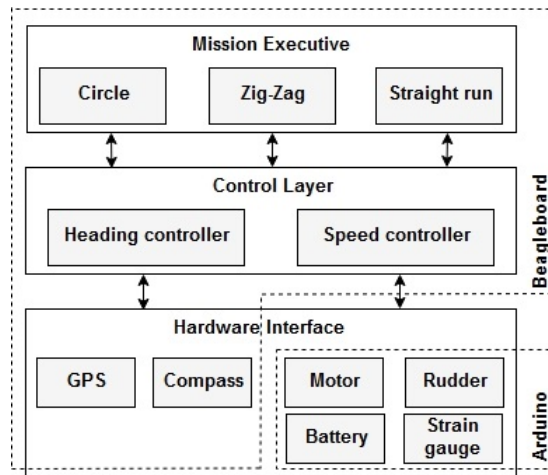 Mission Executive
Circle
Zig-Zag
Straight run
Control Layer
Heading controller
Speed controller
Beagleboard
Hardware Interface
GPS
Compass
Motor
Rudder
Battery
Strain
gauge
Arduino